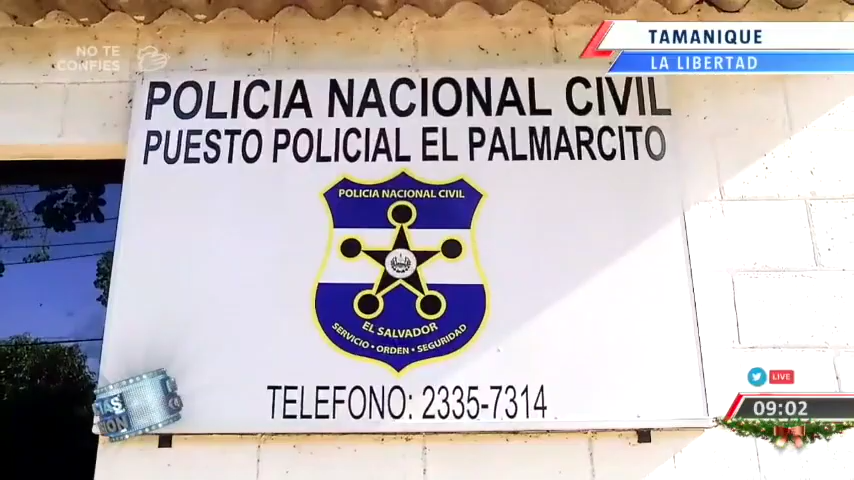 NO TE
CONFIES
TAMANIQUE
LA LIBERTAD
POLICIA NACIONAL CIVIL
PUESTO POLICIAL EL PALMARCITO
POLICIA NACIONAL CIVIL
EL SALVADOR
SERVICIO • ORDEN • SEGURIDAD
TELEFONO: 2335-7314
LIVE
09:02